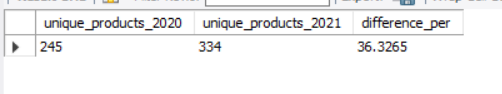 unique_products_2020 unique_products_2021 difference_per
245 334 36.3265